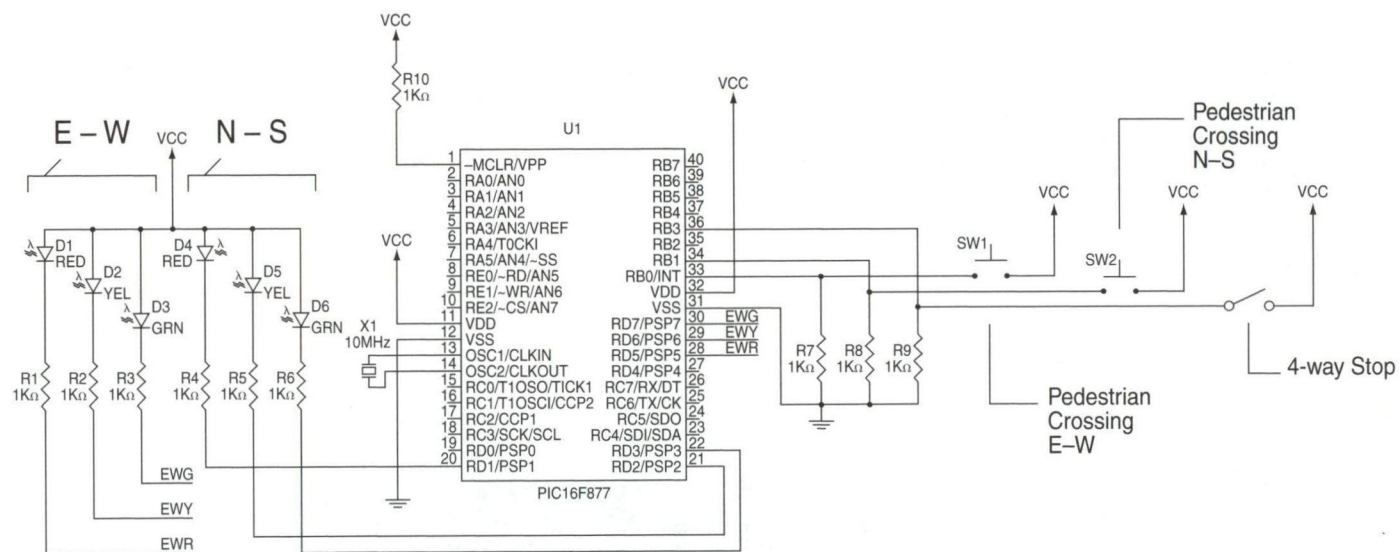 VCC
R10
1KΩ
VCC
E – W
VCC
N – S
D1
RED
D2
YEL
D3
GRN
D4
RED
D5
YEL
D6
GRN
R1
1KΩ
R2
1KΩ
R3
1KΩ
R4
1KΩ
R5
1KΩ
R6
1KΩ
EWG
EWY
EWR
VCC
X1
10MHz
U1
1 –MCLR/VPP
2 RA0/AN0
3 RA1/AN1
4 RA2/AN2
5 RA3/AN3/VREF
6 RA4/T0CKI
7 RA5/AN4/~SS
8 RE0/~RD/AN5
9 RE1/~WR/AN6
10 RE2/~CS/AN7
11 VDD
12 VSS
13 OSC1/CLKIN
14 OSC2/CLKOUT
15 RC0/T1OSO/TICK1
16 RC1/T1OSCI/CCP2
17 RC2/CCP1
18 RC3/SCK/SCL
19 RD0/PSP0
20 RD1/PSP1
RB7 40
RB6 39
RB5 38
RB4 37
RB3 36
RB2 35
RB1 34
RB0/INT 33
VDD 32
VSS 31
RD7/PSP7 30 EWG
RD6/PSP6 29 EWY
RD5/PSP5 28 EWR
RD4/PSP4 27
RC7/RX/DT 26
RC6/TX/CK 25
RC5/SDO 24
RC4/SDI/SDA 23
RD3/PSP3 22
RD2/PSP2 21
PIC16F877
R7
1KΩ
R8
1KΩ
R9
1KΩ
SW1
VCC
SW2
VCC
VCC
Pedestrian
Crossing
N–S
Pedestrian
Crossing
E–W
4-way Stop